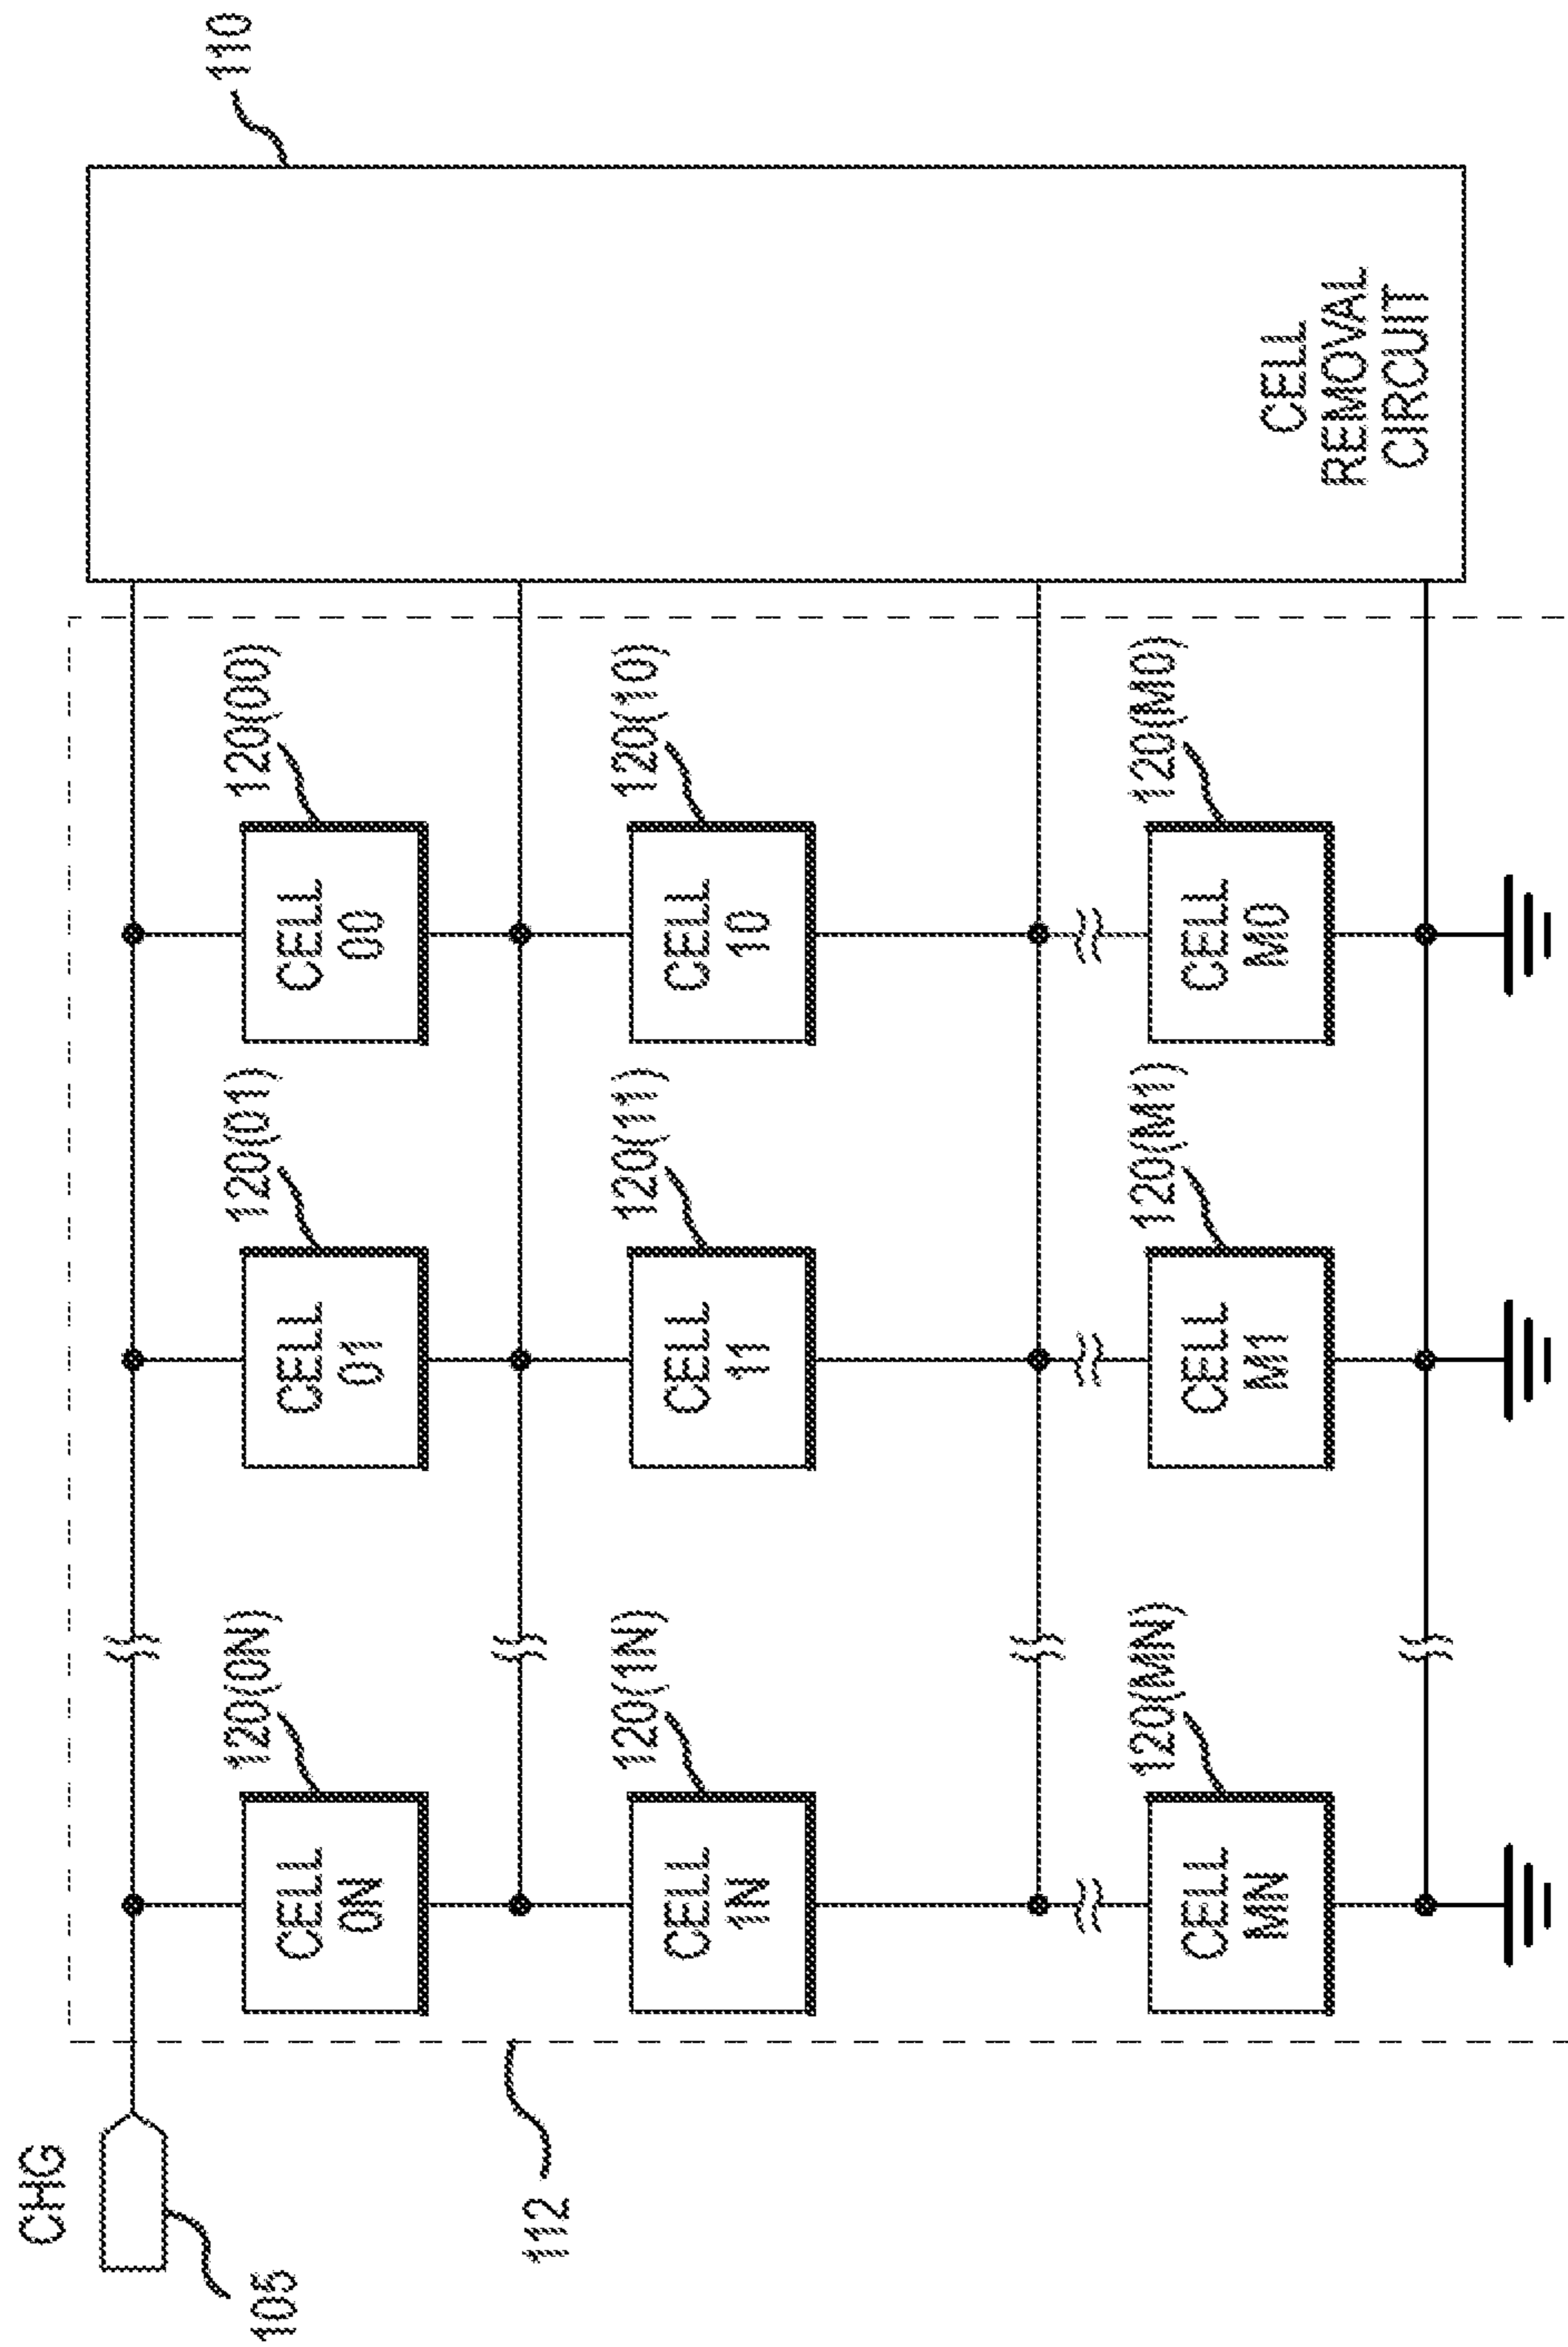 CHG
105
112
110
120(0N)
120(01)
120(00)
CELL
0N
CELL
01
CELL
00
120(1N)
120(11)
120(10)
CELL
1N
CELL
11
CELL
10
120(MN)
120(M1)
120(M0)
CELL
MN
CELL
M1
CELL
M0
CELL
REMOVAL
CIRCUIT